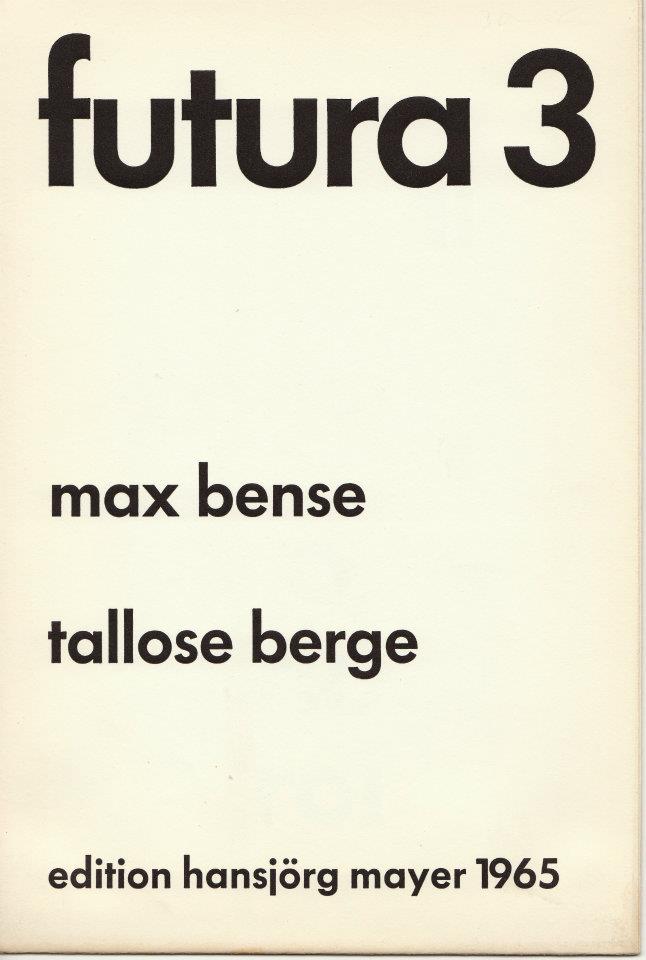 futura 3
max bense
tallose berge
edition hansjörg mayer 1965